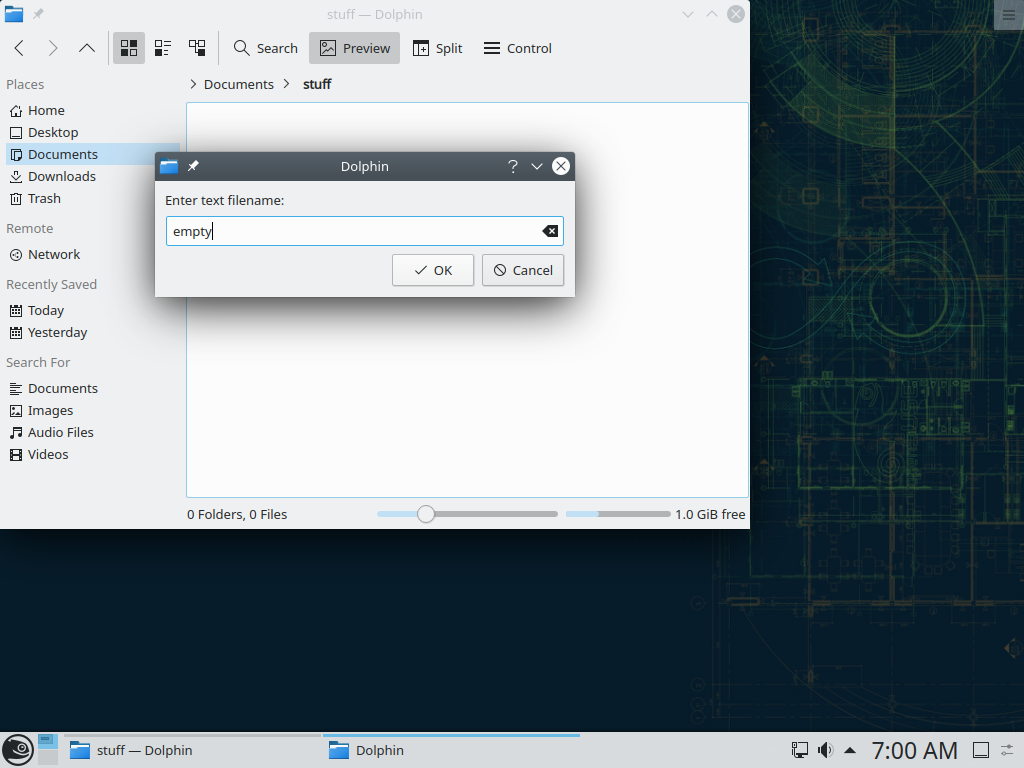 stuff — Dolphin
Search
Preview
Split
Control
Places
Documents
stuff
Home
Desktop
Documents
Downloads
Trash
Remote
Network
Recently Saved
Today
Yesterday
Search For
Documents
Images
Audio Files
Videos
Dolphin
?
Enter text filename:
empty
OK
Cancel
0 Folders, 0 Files
1.0 GiB free
stuff — Dolphin
Dolphin
7:00 AM